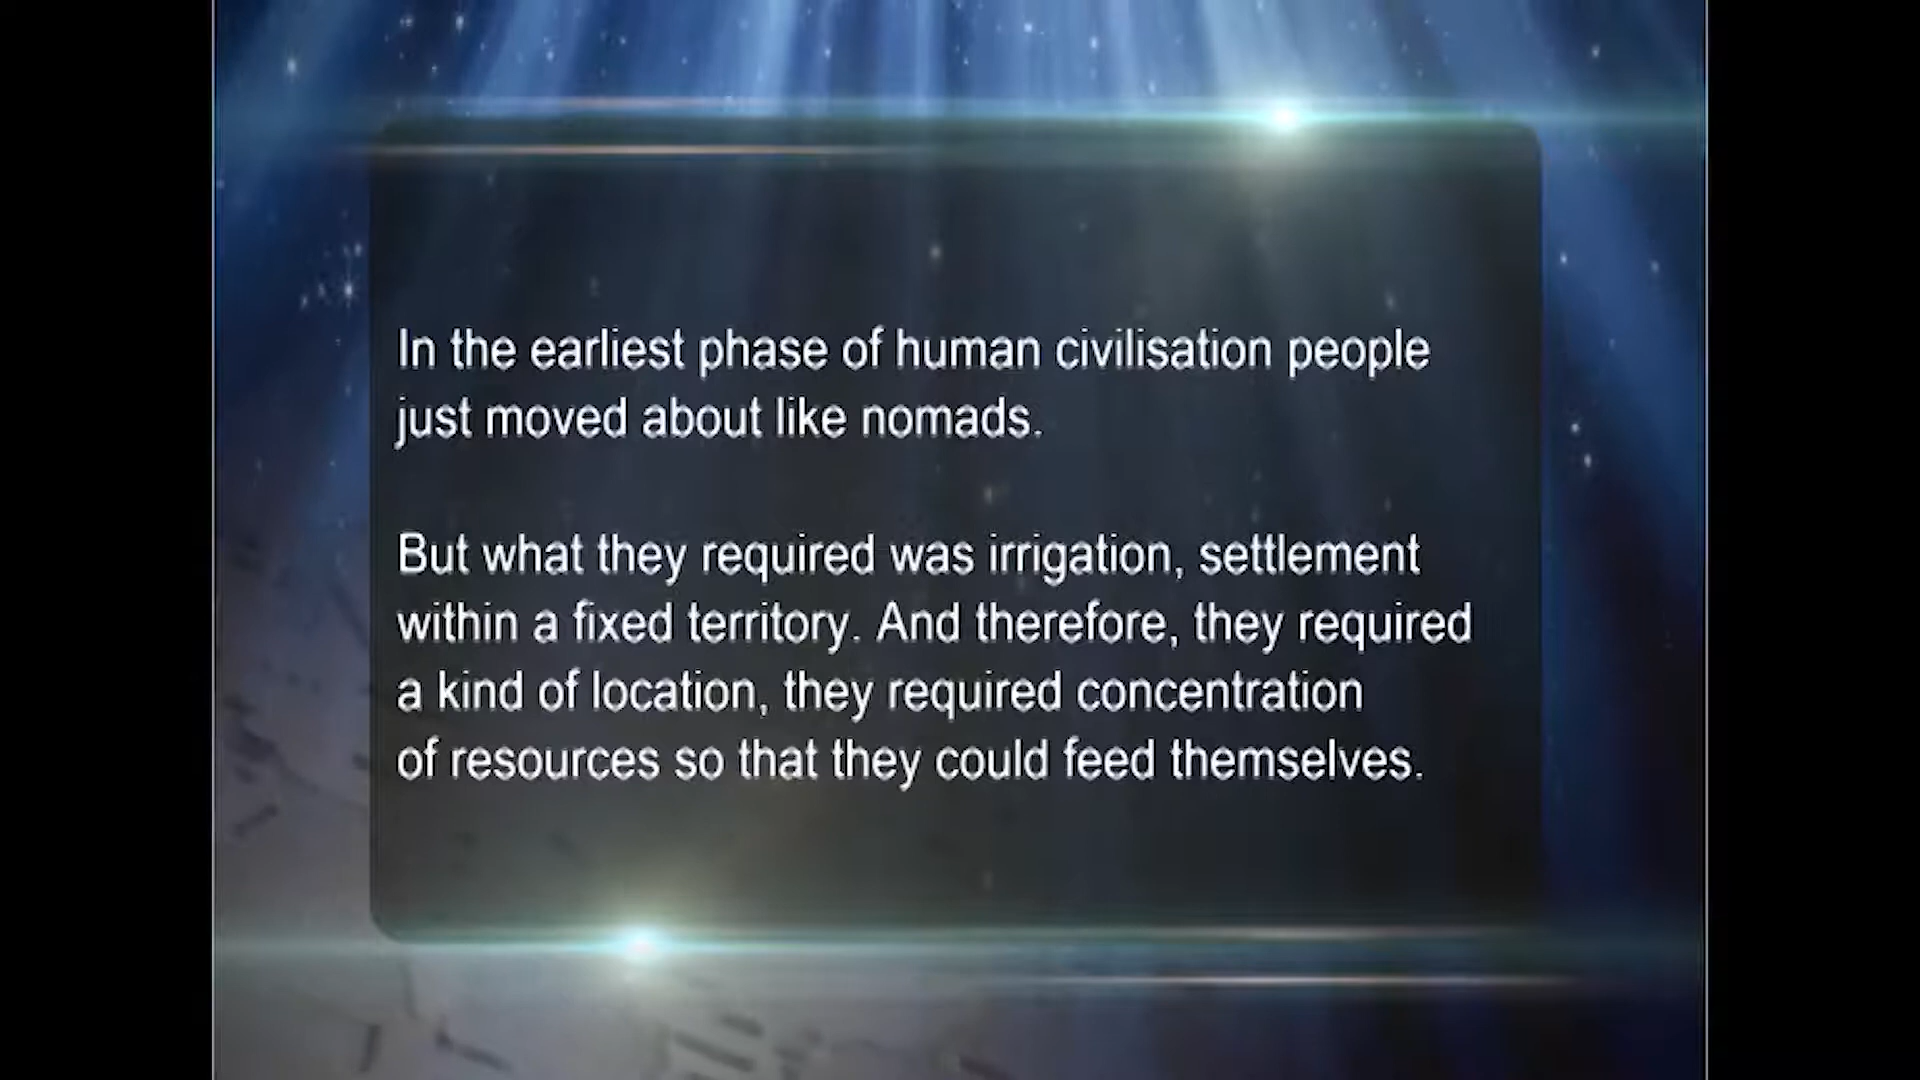 In the earliest phase of human civilisation people
just moved about like nomads.
But what they required was irrigation, settlement
within a fixed territory. And therefore, they required
a kind of location, they required concentration
of resources so that they could feed themselves.